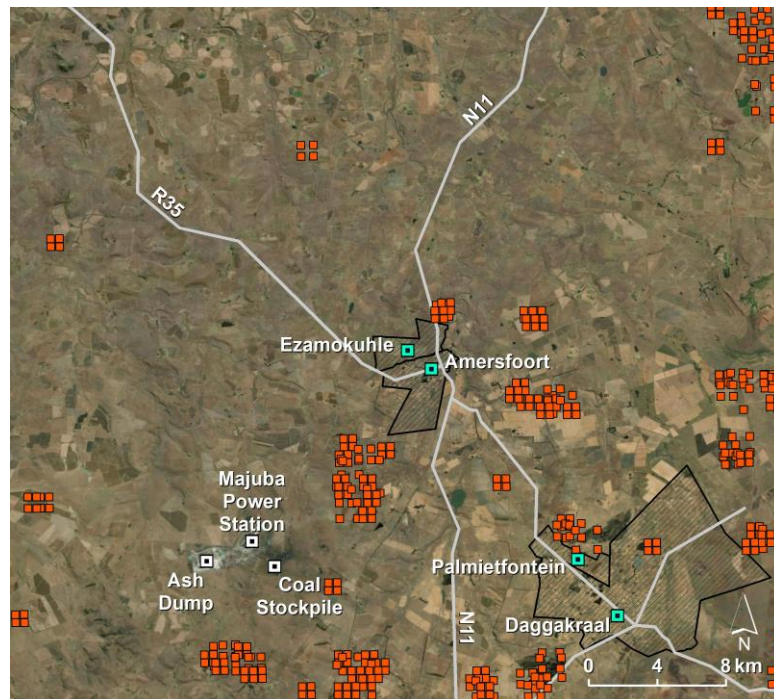 N11
R35
Ezamokuhle
Amersfoort
Majuba
Power
Station
Ash
Dump
Coal
Stockpile
Palmietfontein
Daggakraal
N11
N
0 4 8 km